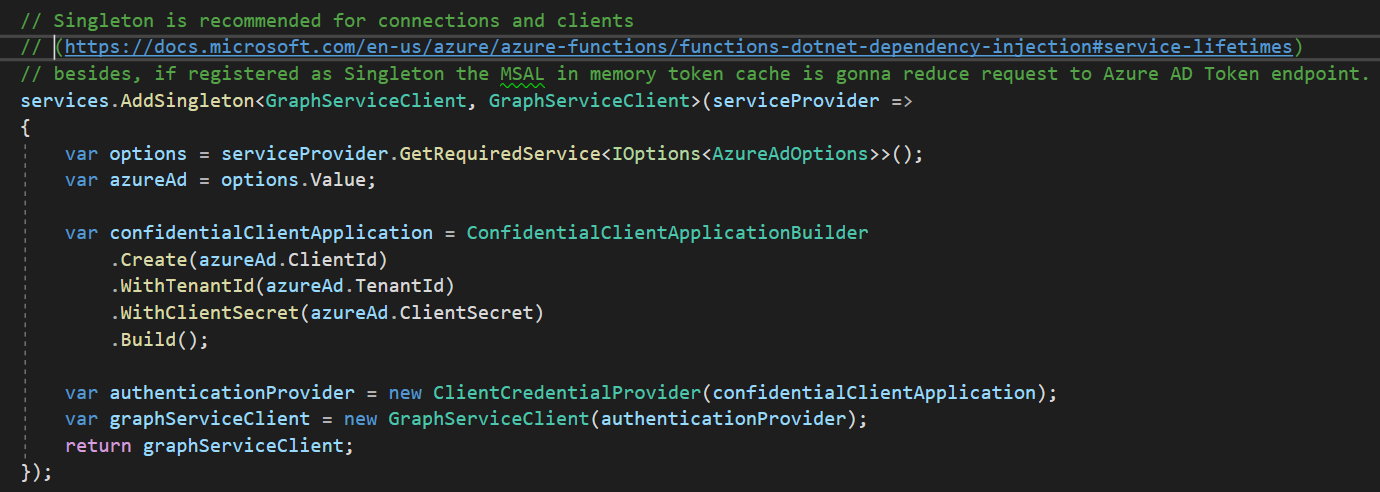 // Singleton is recommended for connections and clients
// (https://docs.microsoft.com/en-us/azure/azure-functions/functions-dotnet-dependency-injection#service-lifetimes)
// besides, if registered as Singleton the MSAL in memory token cache is gonna reduce request to Azure AD Token endpoint.
services.AddSingleton<GraphServiceClient, GraphServiceClient>(serviceProvider =>
{
    var options = serviceProvider.GetRequiredService<IOptions<AzureAdOptions>>();
    var azureAd = options.Value;

    var confidentialClientApplication = ConfidentialClientApplicationBuilder
        .Create(azureAd.ClientId)
        .WithTenantId(azureAd.TenantId)
        .WithClientSecret(azureAd.ClientSecret)
        .Build();

    var authenticationProvider = new ClientCredentialProvider(confidentialClientApplication);
    var graphServiceClient = new GraphServiceClient(authenticationProvider);
    return graphServiceClient;
});